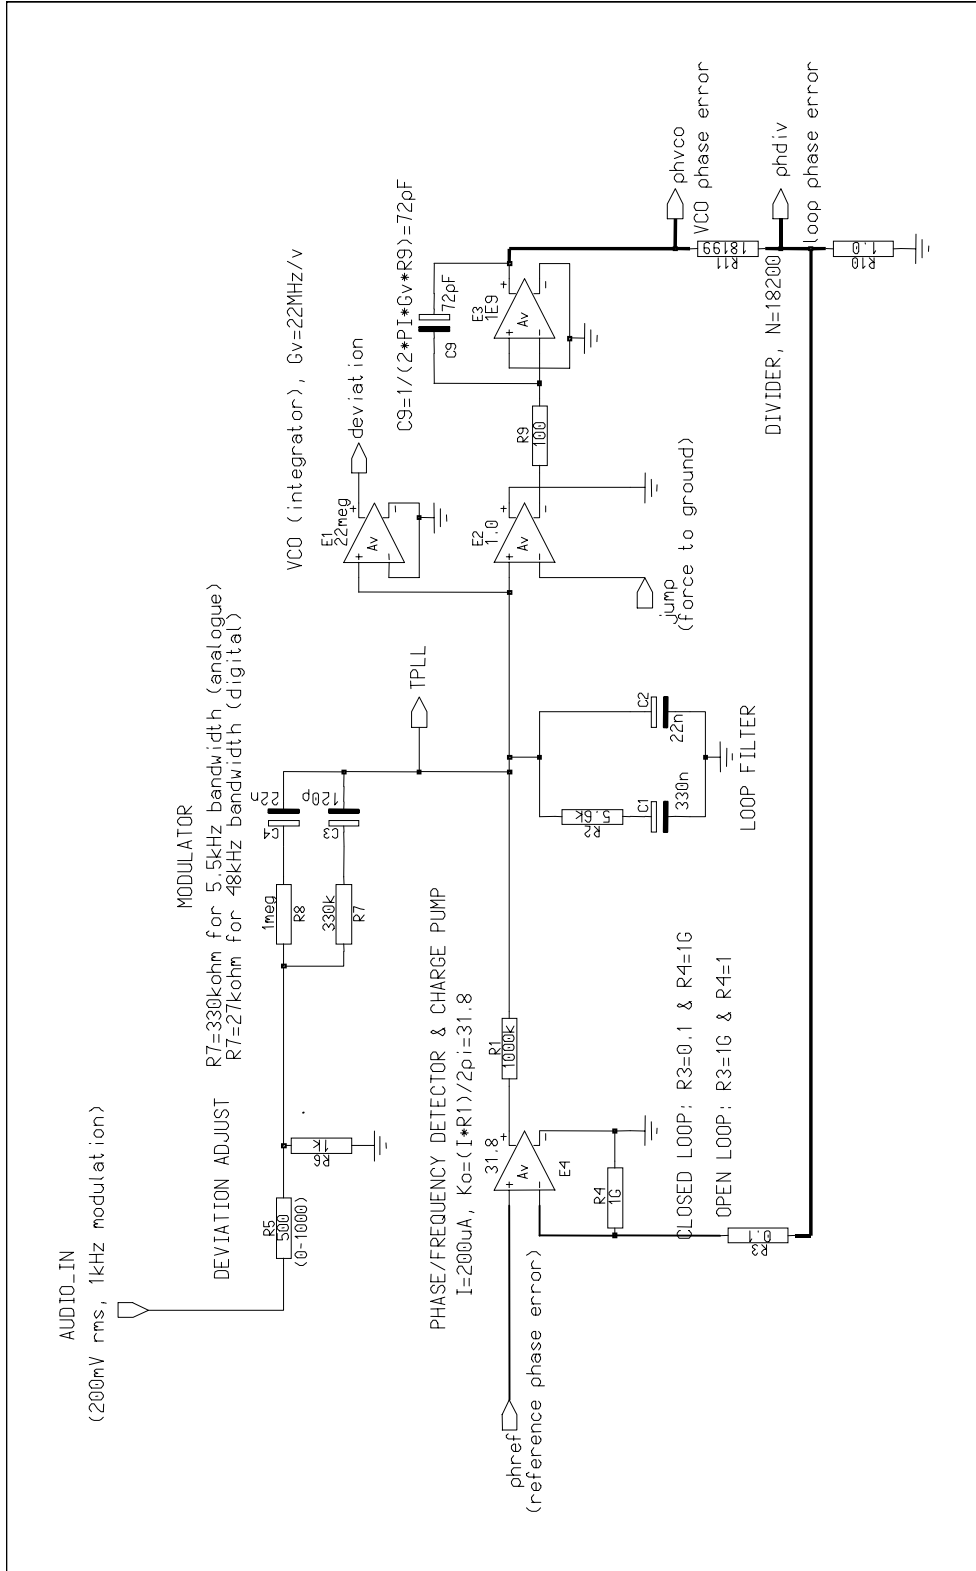 AUDIO_IN
(200mV rms, 1kHz modulation)
R5
500
(0-1000)
DEVIATION ADJUST
R6
1k
MODULATOR
R7=330kohm for 5.5kHz bandwidth (analogue)
R7=27kohm for 48kHz bandwidth (digital)
1meg
R8
C4
22n
330k
R7
C3
120p
TPLL
VCO (integrator), Gv=22MHz/v
E1
22meg
Av
+
-
+
-
deviation
C9=1/(2*PI*Gv*R9)=72pF
C9
72pF
E3
1E9
Av
+
-
+
-
R9
100
E2
1.0
Av
+
-
+
-
jump
(force to ground)
phvco
VCO phase error
R11
18199
phdiv
loop phase error
R10
1.0
DIVIDER, N=18200
PHASE/FREQUENCY DETECTOR & CHARGE PUMP
I=200uA, Ko=(I*R1)/2pi=31.8
R1
1000k
31.8
Av
+
-
+
-
E4
R4
1G
phref
(reference phase error)
R2
5.6k
C1
330n
C2
22n
LOOP FILTER
CLOSED LOOP: R3=0.1 & R4=1G
OPEN LOOP: R3=1G & R4=1
R3
0.1